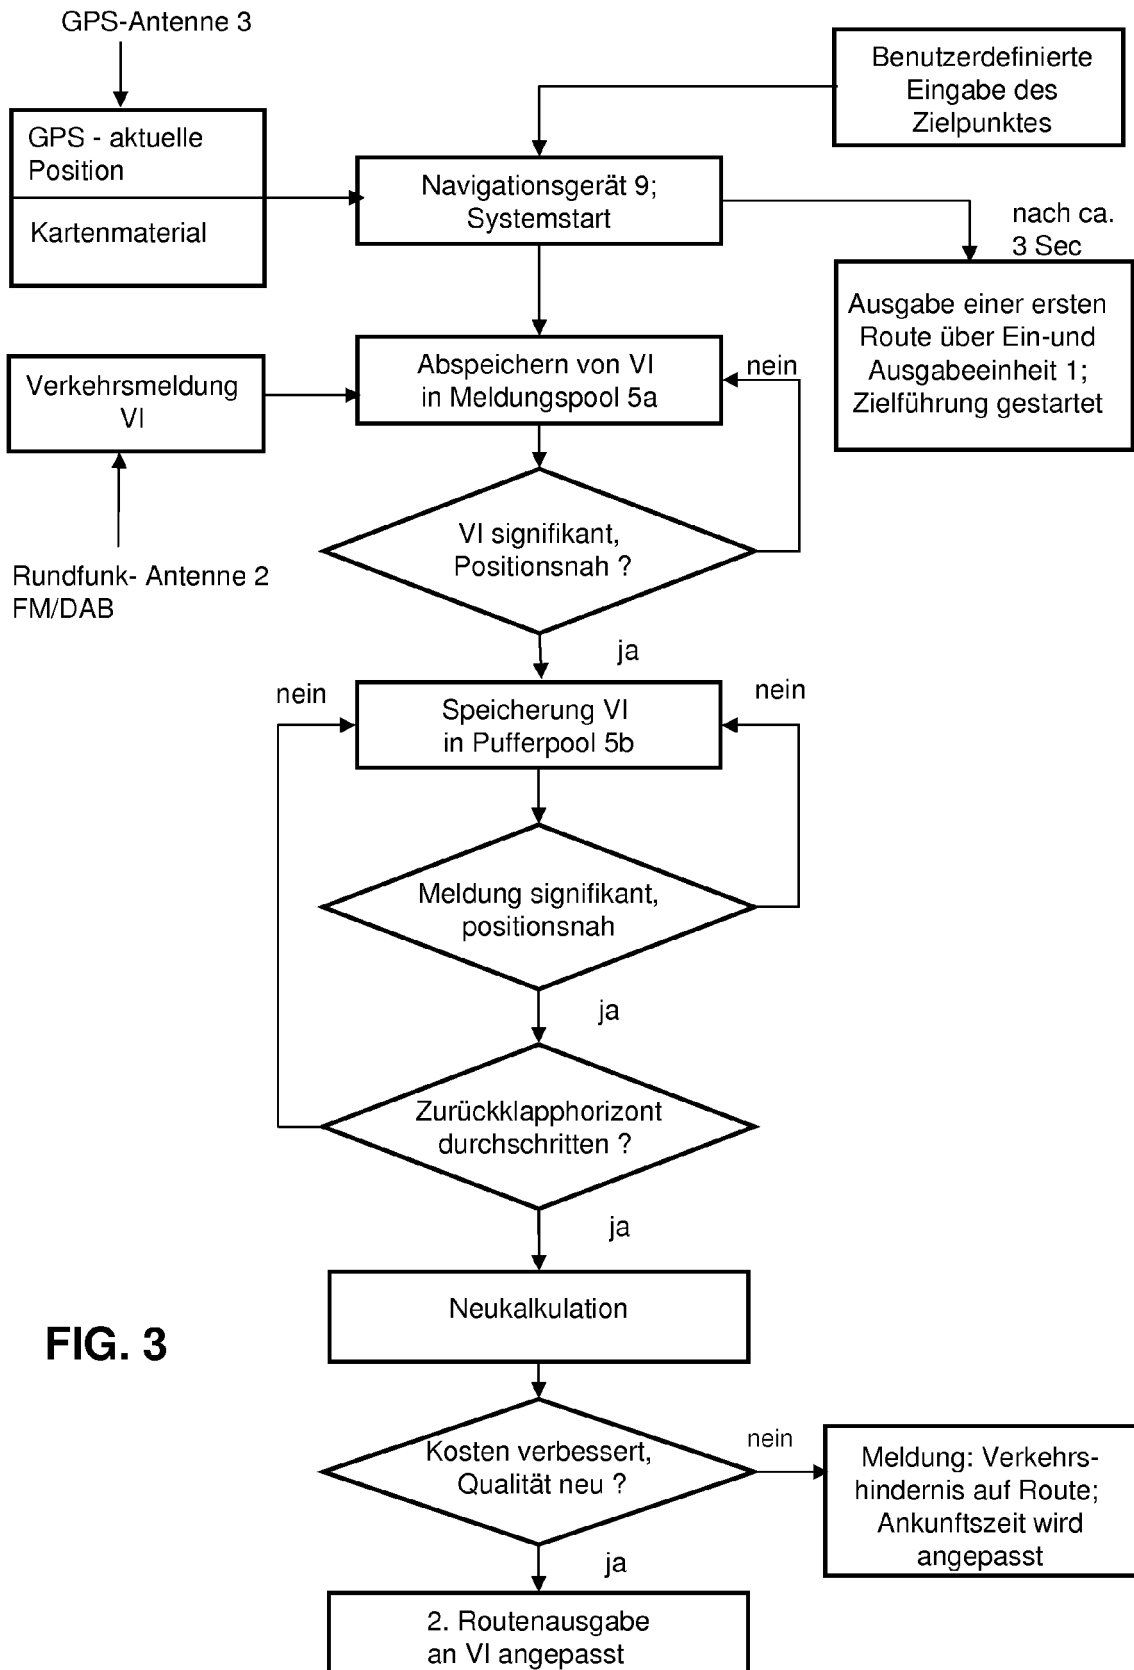 GPS-Antenne 3
Benutzerdefinierte
Eingabe des
Zielpunktes
GPS - aktuelle
Position
Kartenmaterial
Navigationsgerät 9;
Systemstart
nach ca.
3 Sec
Ausgabe einer ersten
Route über Ein-und
Ausgabeeinheit 1;
Zielführung gestartet
Verkehrsmeldung
VI
Abspeichern von VI
in Meldungspool 5a
nein
Rundfunk- Antenne 2
FM/DAB
VI signifikant,
Positionsnah ?
ja
nein
Speicherung VI
in Pufferpool 5b
nein
Meldung signifikant,
positionsnah
ja
Zurückklapphorizont
durchschritten ?
ja
Neukalkulation
FIG. 3
Kosten verbessert,
Qualität neu ?
nein
Meldung: Verkehrs-
hindernis auf Route;
Ankunftszeit wird
angepasst
ja
2. Routenausgabe
an VI angepasst